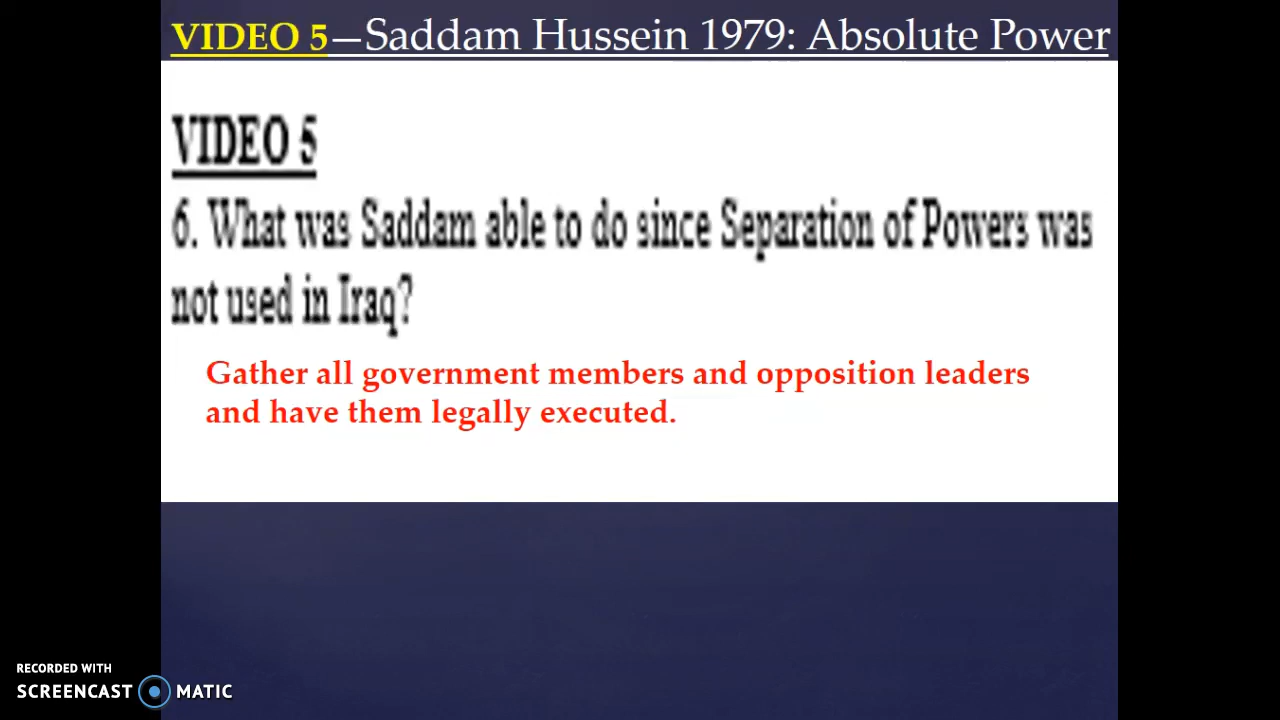 VIDEO 5—Saddam Hussein 1979: Absolute Power
VIDEO 5
6. What was Saddam able to do since Separation of Powers was
not used in Iraq?
Gather all government members and opposition leaders
and have them legally executed.
RECORDED WITH
SCREENCAST MATIC